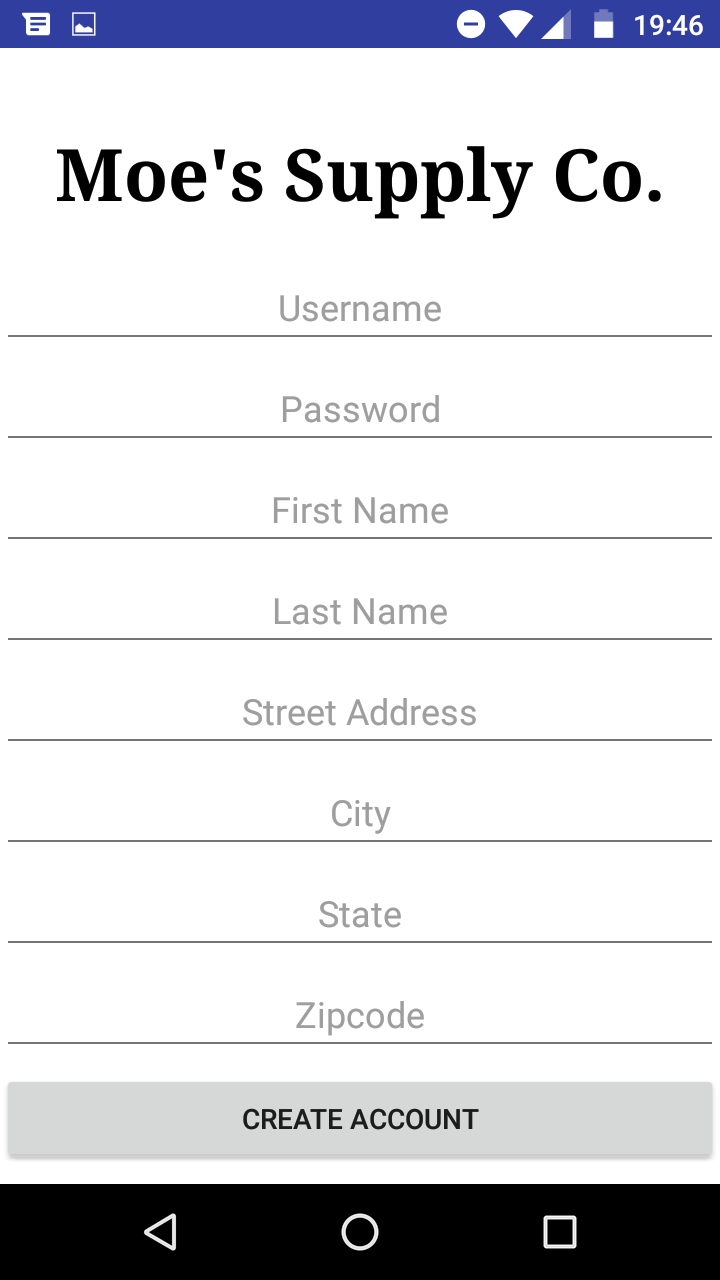 19:46
Moe's Supply Co.
Username
Password
First Name
Last Name
Street Address
City
State
Zipcode
CREATE ACCOUNT